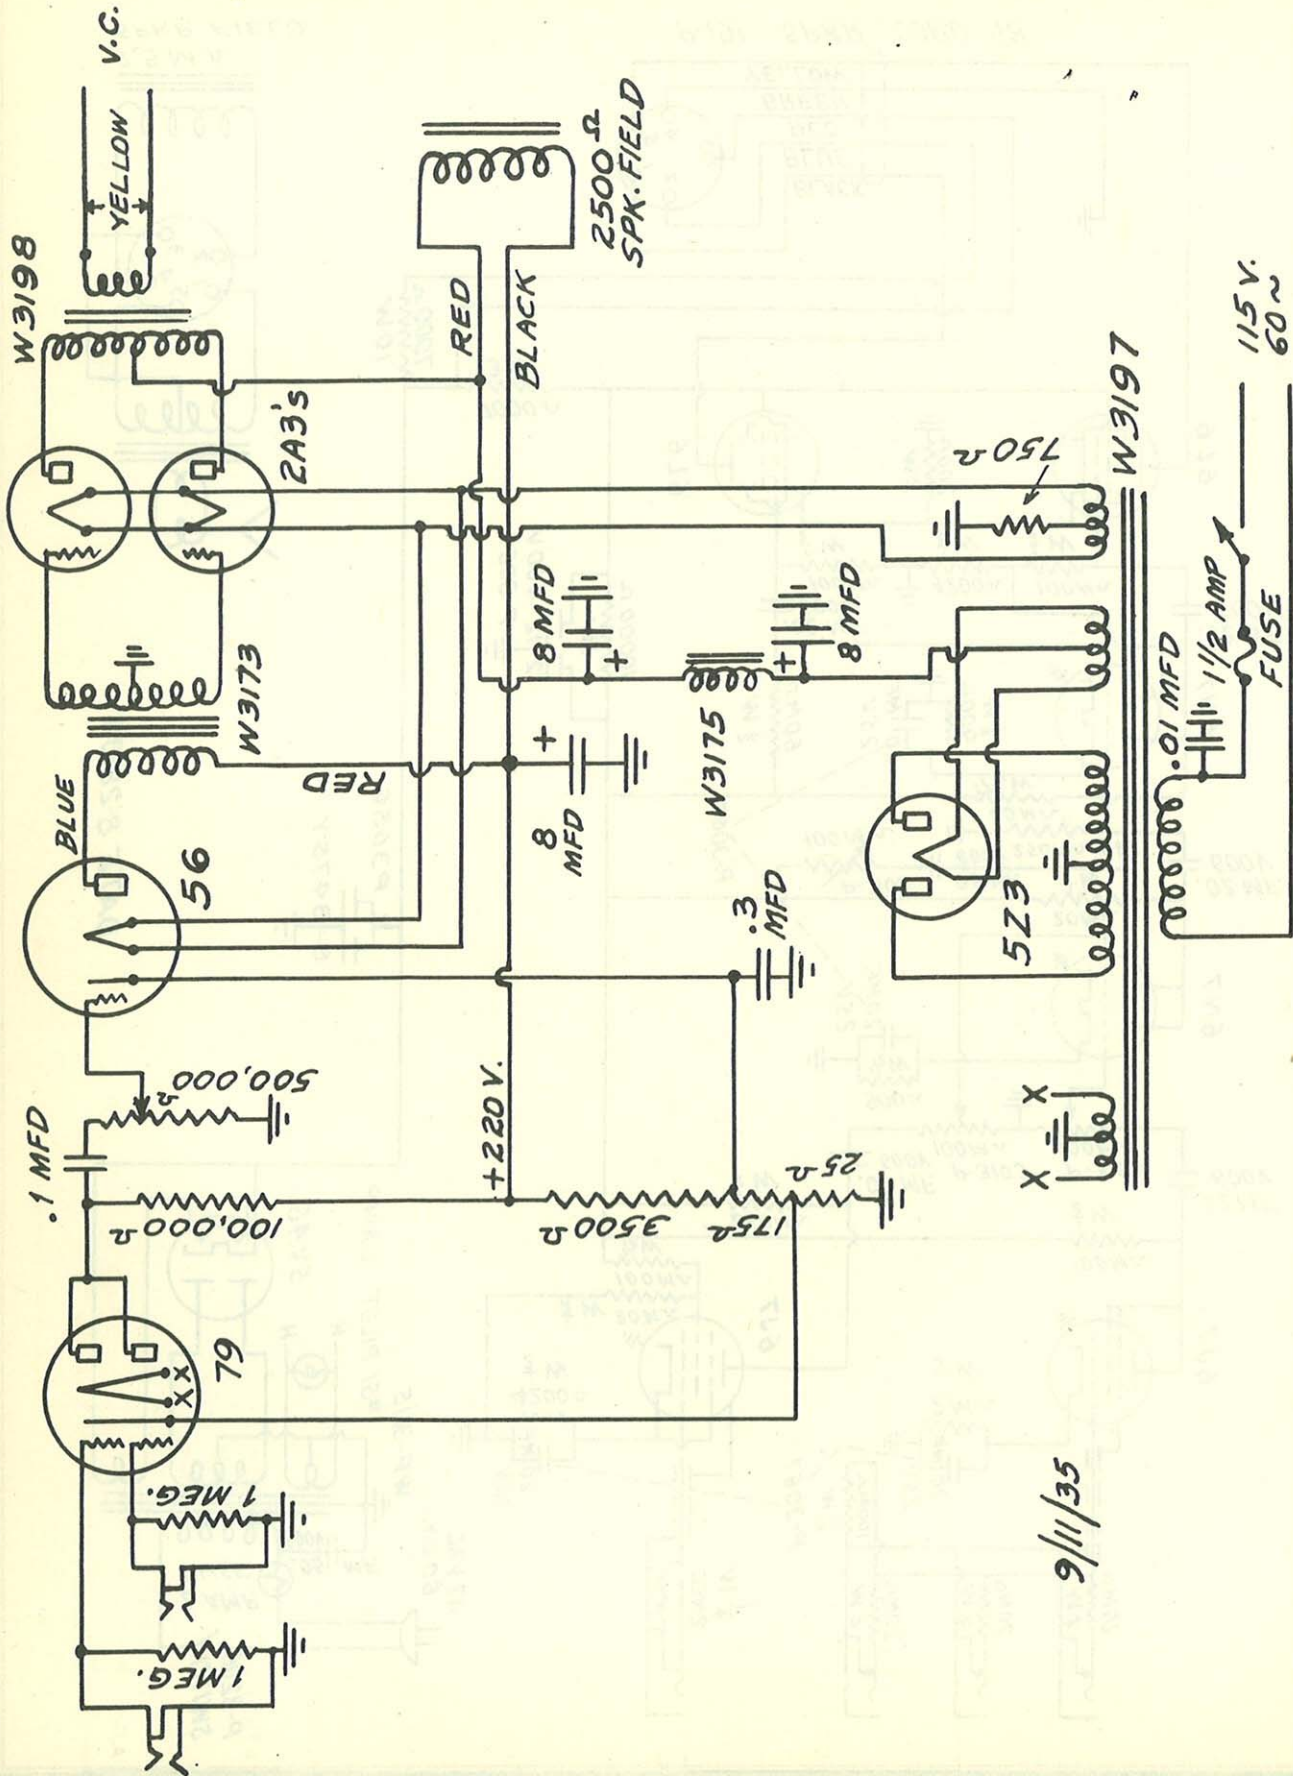 W3198
YELLOW
V.C.
BLUE
56
W3173
RED
2A3's
RED
BLACK
2500 Ω
SPK. FIELD
.1 MFD
500,000
Ω
79
100,000 Ω
+220 V.
3500 Ω
175Ω
25 Ω
1 MEG.
1 MEG.
8
MFD
8 MFD
+
+
W3175
+
8 MFD
.3
MFD
750 Ω
5Z3
W3197
X X
X X
.01 MFD
1 1/2 AMP
FUSE
115 V.
60 ~
9/11/35